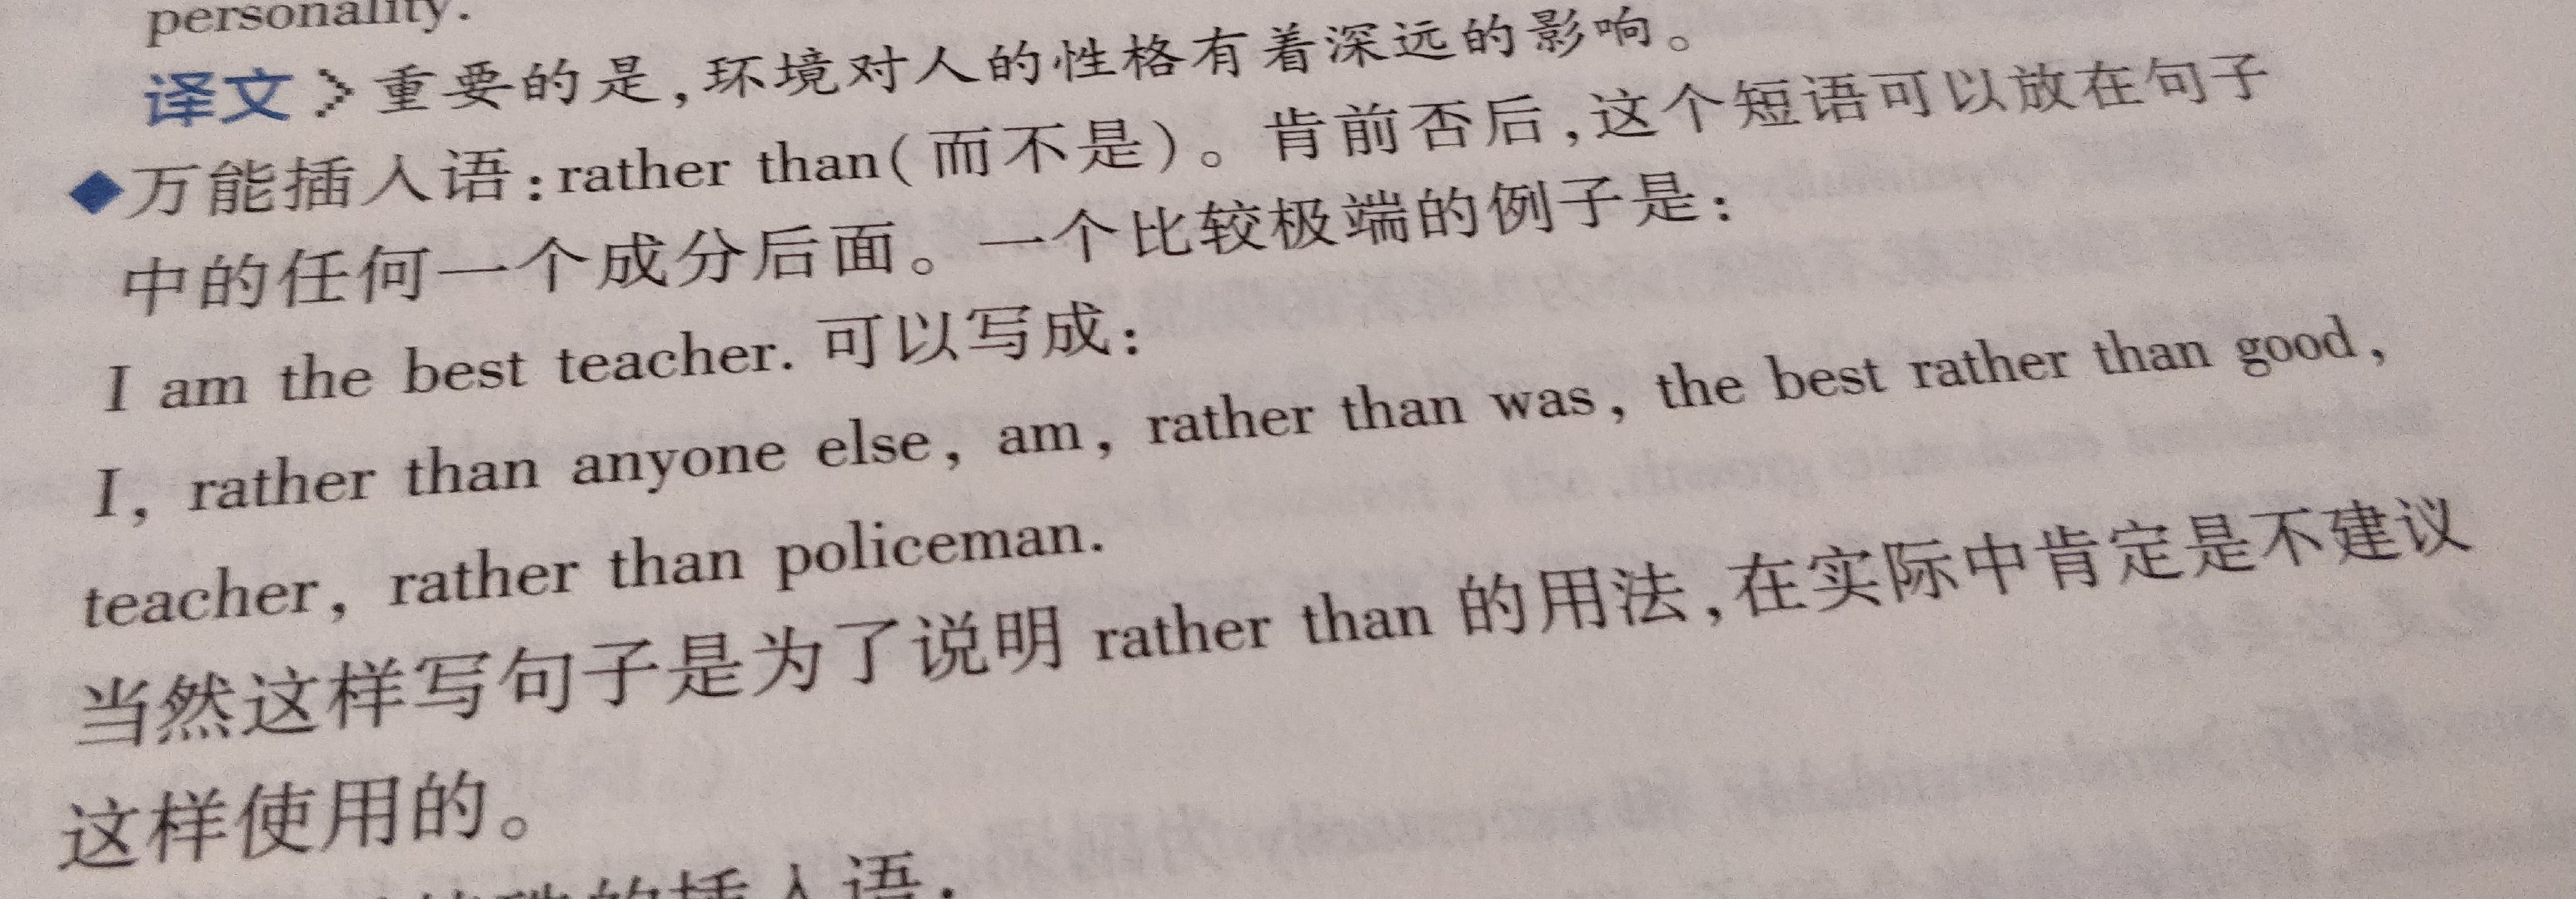 personality.
译文 重要的是,环境对人的性格有着深远的影响。
◆万能插入语:rather than(而不是)。肯前否后,这个短语可以放在句子
中的任何一个成分后面。一个比较极端的例子是:
I am the best teacher. 可以写成:
I, rather than anyone else, am, rather than was, the best rather than good,
teacher, rather than policeman.
当然这样写句子是为了说明 rather than 的用法,在实际中肯定是不建议
这样使用的。
的插入语: